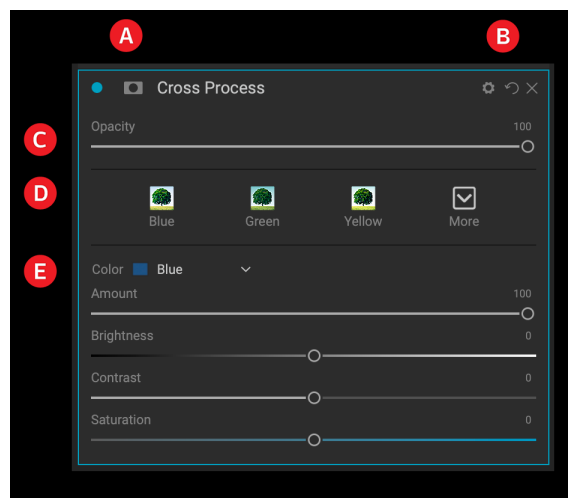 A
B
Cross Process
C
Opacity 100
D
Blue Green Yellow More
E
Color Blue
Amount 100
Brightness 0
Contrast 0
Saturation 0